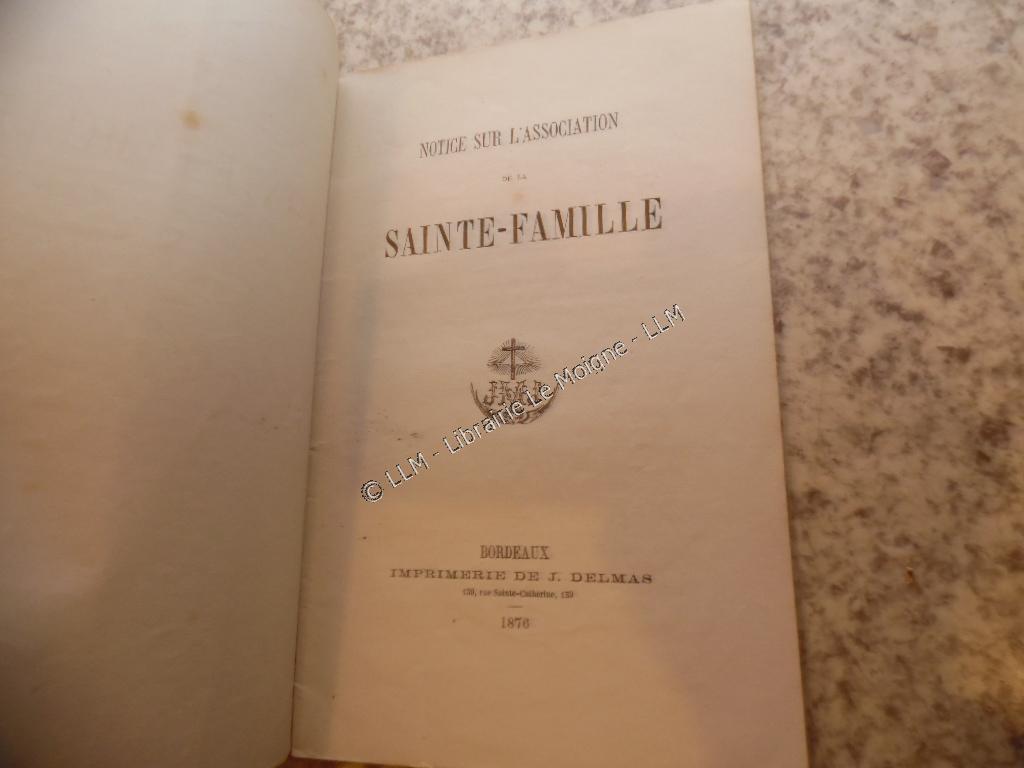 NOTICE SUR L'ASSOCIATION
DE LA
SAINTE-FAMILLE
© LLM - Librairie Le Moigne - LLM
BORDEAUX
IMPRIMERIE DE J. DELMAS
139, rue Sainte-Catherine, 139
1876